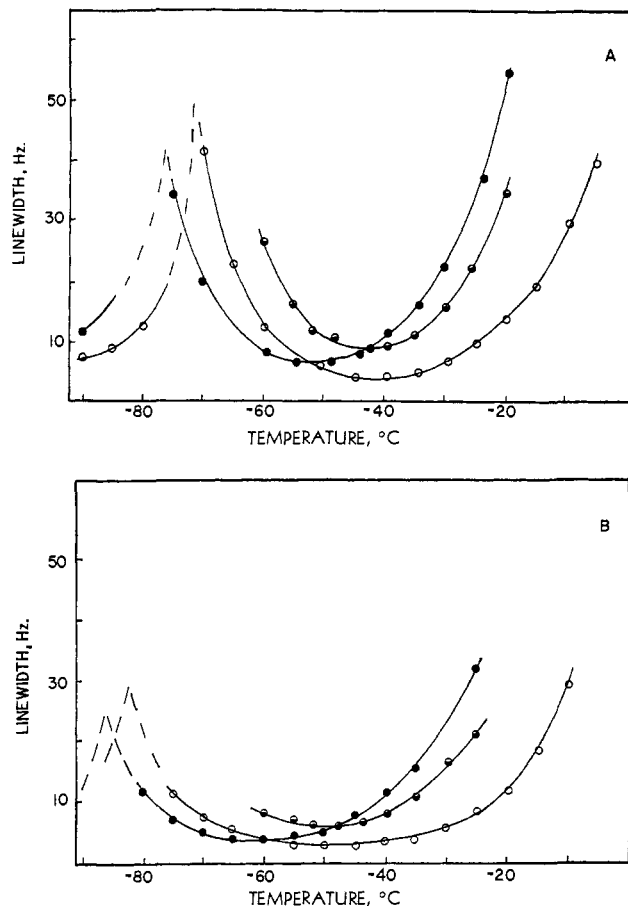 A
50
30
10
LINEWIDTH, Hz.
-80 -60 -40 -20
TEMPERATURE, °C
B
50
30
10
LINEWIDTH, Hz.
-80 -60 -40 -20
TEMPERATURE, °C